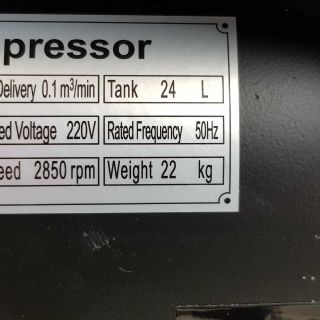 pressor
Delivery 0.1 m³/min Tank 24 L
ed Voltage 220V Rated Frequency 50Hz
eed 2850 rpm Weight 22 kg